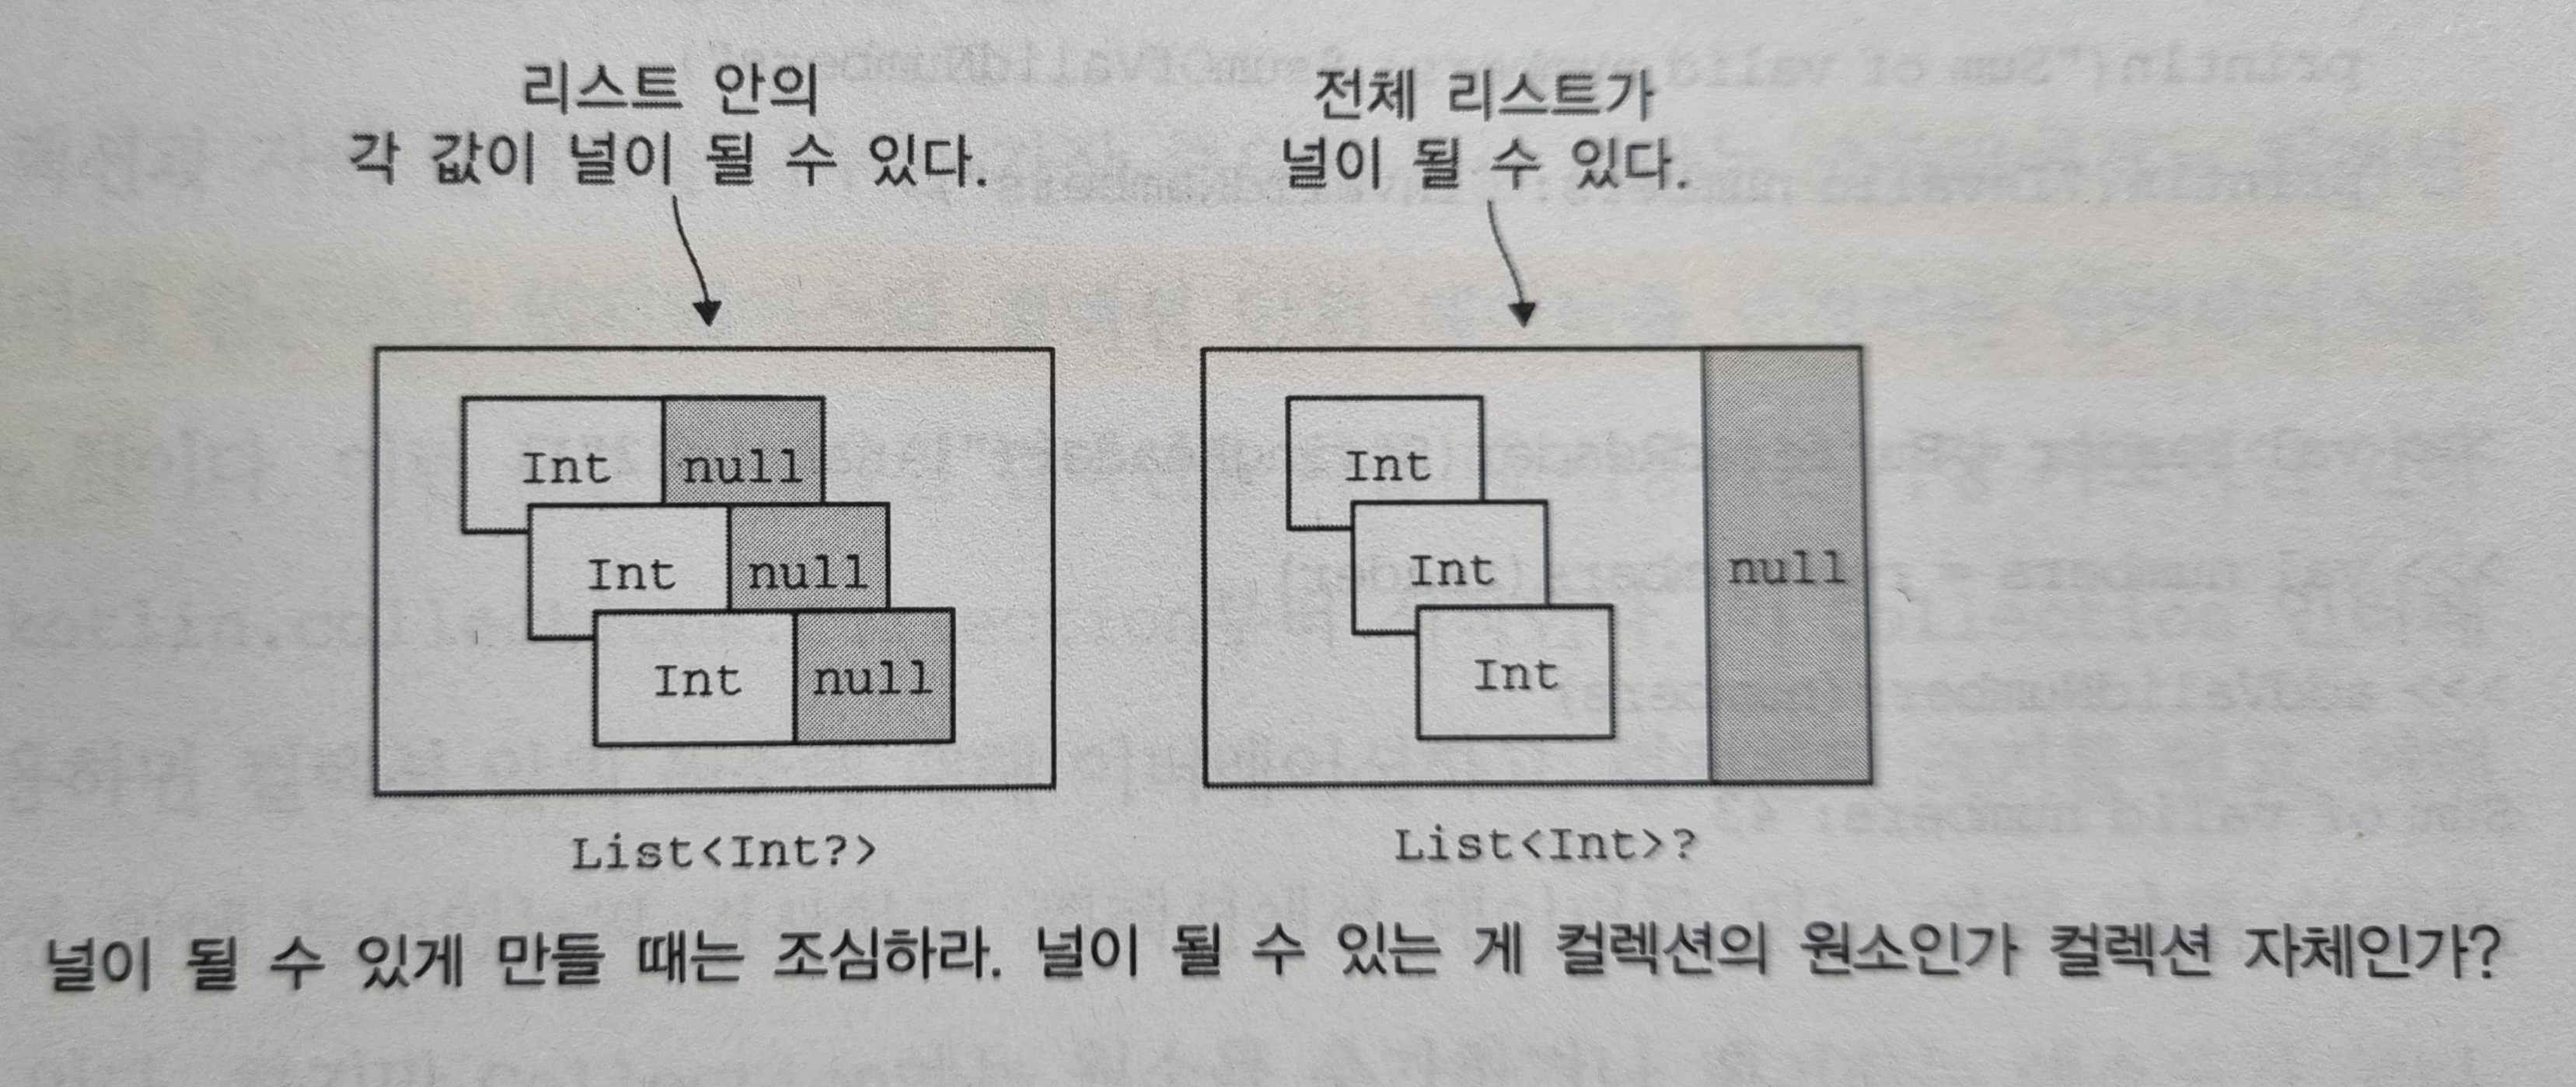 리스트 안의
각 값이 널이 될 수 있다.
전체 리스트가
널이 될 수 있다.
Int null
Int null
Int null
Int
Int
Int
null
List<Int?>
List<Int>?
널이 될 수 있게 만들 때는 조심하라. 널이 될 수 있는 게 컬렉션의 원소인가 컬렉션 자체인가?